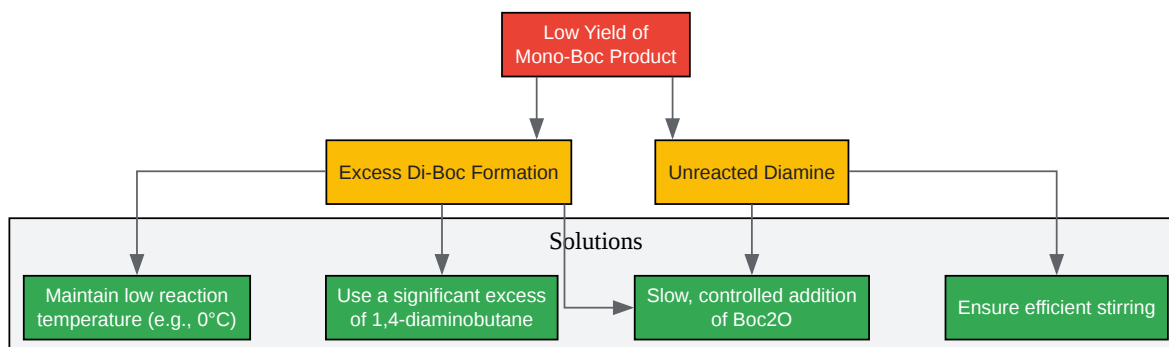 Low Yield of
Mono-Boc Product
Excess Di-Boc Formation
Unreacted Diamine
Solutions
Maintain low reaction
temperature (e.g., 0°C)
Use a significant excess
of 1,4-diaminobutane
Slow, controlled addition
of Boc2O
Ensure efficient stirring